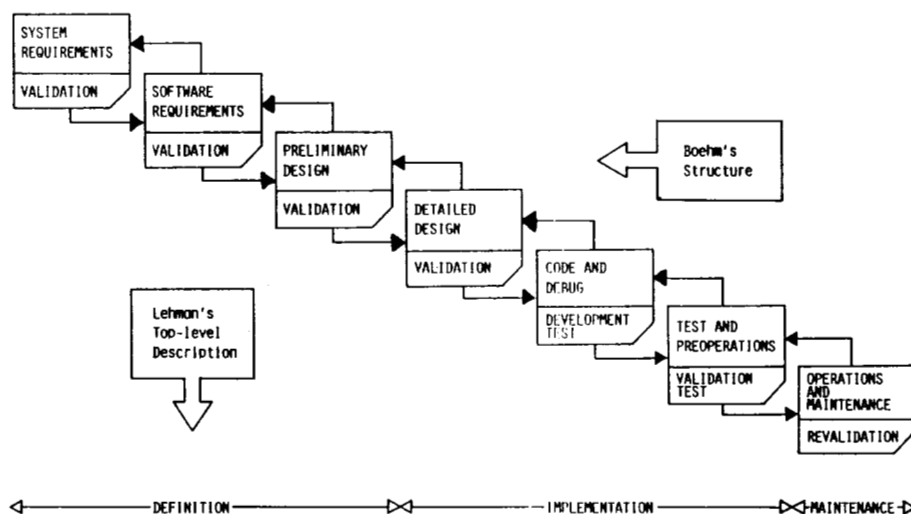 SYSTEM
REQUIREMENTS
VALIDATION
SOFTWARE
REQUIREMENTS
VALIDATION
PRELIMINARY
DESIGN
VALIDATION
Boehm's
Structure
DETAILED
DESIGN
VALIDATION
CODE AND
DEBUG
DEVELOPMENT
TEST
Lehman's
Top-level
Description
TEST AND
PREOPERATIONS
VALIDATION
TEST
OPERATIONS
AND
MAINTENANCE
REVALIDATION
DEFINITION
IMPLEMENTATION
MAINTENANCE